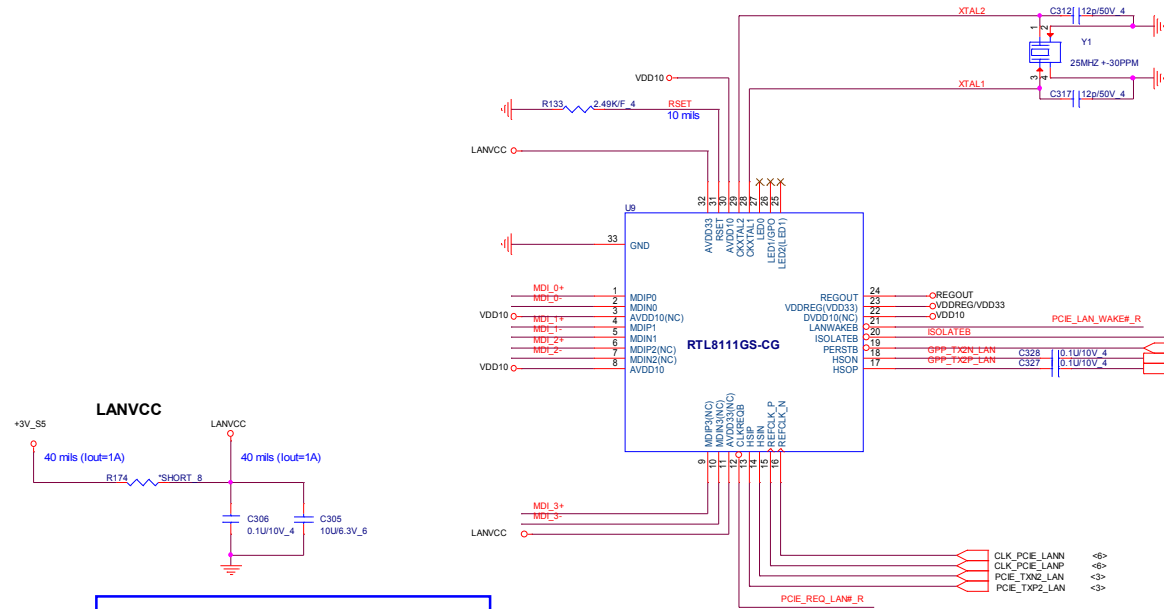 XTAL2
C312
12p/50V_4
1
2
Y1
25MHZ +-30PPM
3
4
VDD10
XTAL1
C317
12p/50V_4
R133
2.49K/F_4
RSET
10 mils
LANVCC
32
31
30
29
28
27
26
25
U9
AVDD33
RSET
AVDD10
CKXTAL2
CKXTAL1
LED0
LED1/GPO
LED2(LED1)
33
GND
MDI_0+
1
MDIP0
MDI_0-
2
MDIN0
VDD10
3
AVDD10(NC)
MDI_1+
4
MDIP1
MDI_1-
5
MDIN1
MDI_2+
6
MDIP2(NC)
MDI_2-
7
MDIN2(NC)
VDD10
8
AVDD10
RTL8111GS-CG
REGOUT
24
REGOUT
VDDREG(VDD33)
23
VDDREG/VDD33
DVDD10(NC)
22
VDD10
LANWAKEB
21
PCIE_LAN_WAKE#_R
ISOLATEB
20
ISOLATEB
PERSTB
19
HSON
18
GPP_TX2N_LAN
C328
0.1U/10V_4
HSOP
17
GPP_TX2P_LAN
C327
0.1U/10V_4
MDIP3(NC)
MDIN3(NC)
AVDD33(NC)
CLKREQB
HSIP
HSIN
REFCLK_P
REFCLK_N
9
10
11
12
13
14
15
16
LANVCC
+3V_S5
LANVCC
40 mils (Iout=1A)
40 mils (Iout=1A)
R174
*SHORT_8
C306
0.1U/10V_4
C305
10U/6.3V_6
MDI_3+
MDI_3-
LANVCC
CLK_PCIE_LANN <6>
CLK_PCIE_LANP <6>
PCIE_TXN2_LAN <3>
PCIE_TXP2_LAN <3>
PCIE_REQ_LAN#_R